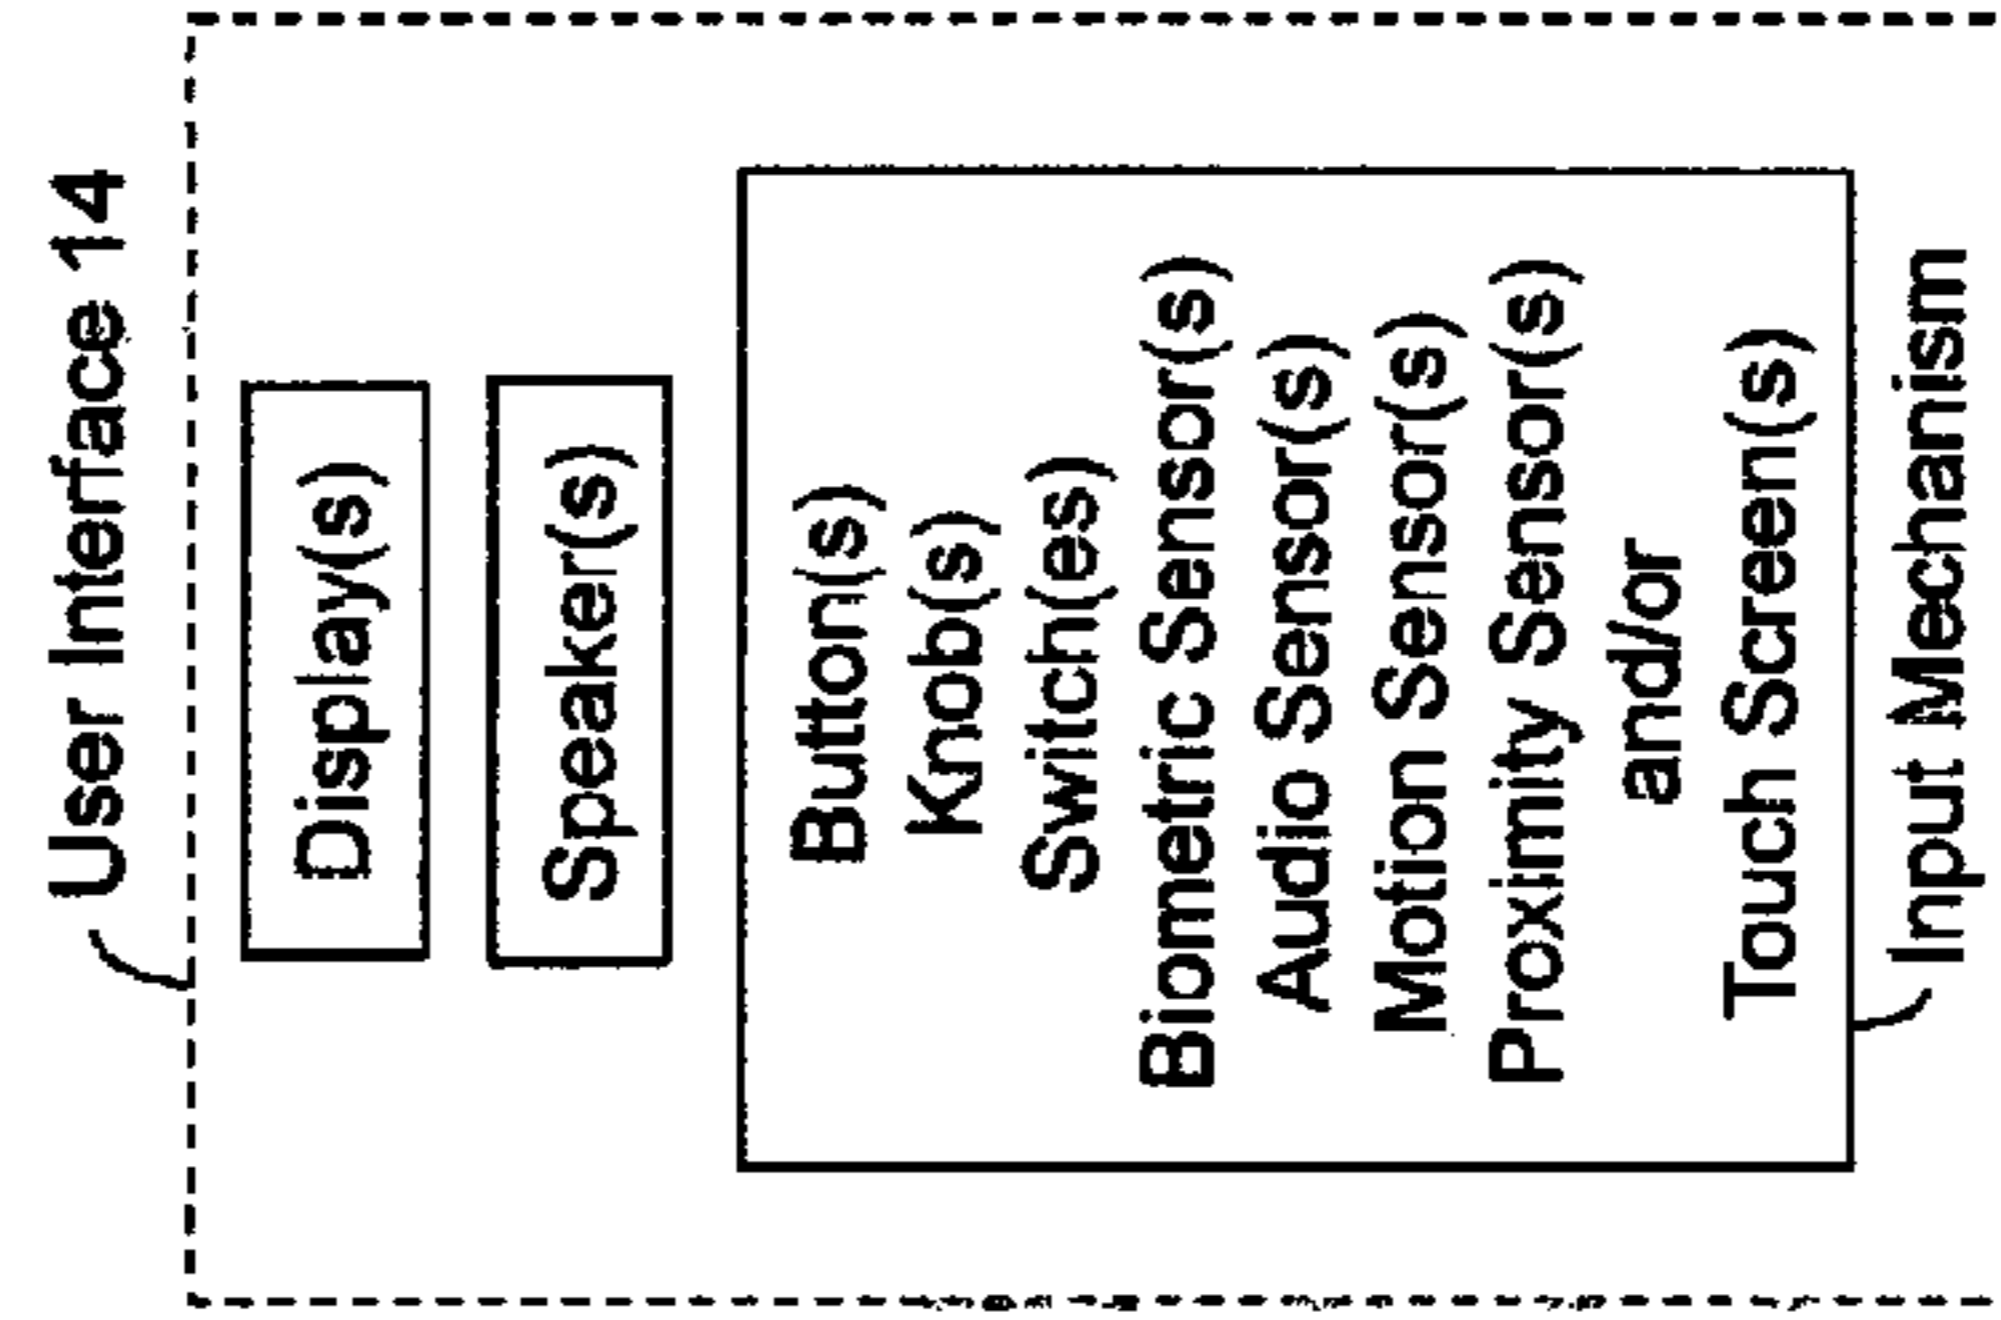 User Interface 14
Display(s)
Speaker(s)
Button(s)
Knob(s)
Switch(es)
Biometric Sensor(s)
Audio Sensor(s)
Motion Sensor(s)
Proximity Sensor(s)
and/or
Touch Screen(s)
Input Mechanism